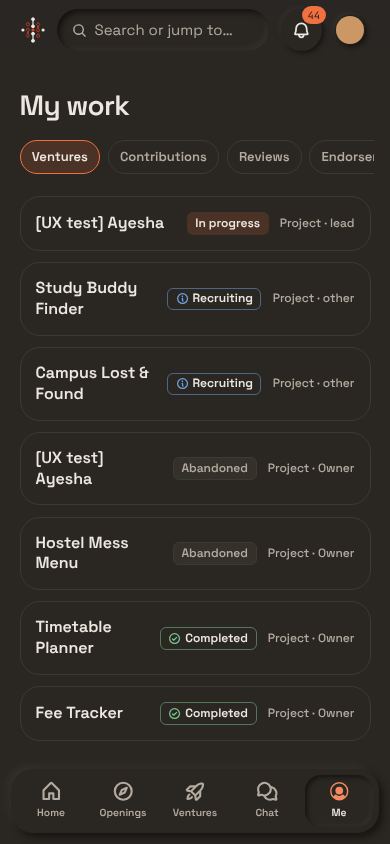 Search or jump to...
44
My work
Ventures Contributions Reviews Endorse
[UX test] Ayesha In progress Project · lead
Study Buddy
Finder
Recruiting Project · other
Campus Lost &
Found
Recruiting Project · other
[UX test]
Ayesha
Abandoned Project · Owner
Hostel Mess
Menu
Abandoned Project · Owner
Timetable
Planner
Completed Project · Owner
Fee Tracker Completed Project · Owner
Home Openings Ventures Chat Me